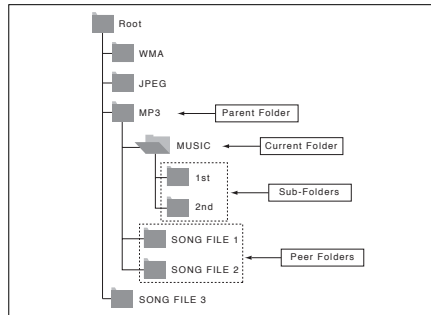 Root
WMA
JPEG
MP3
Parent Folder
MUSIC
Current Folder
1st
Sub-Folders
2nd
SONG FILE 1
Peer Folders
SONG FILE 2
SONG FILE 3